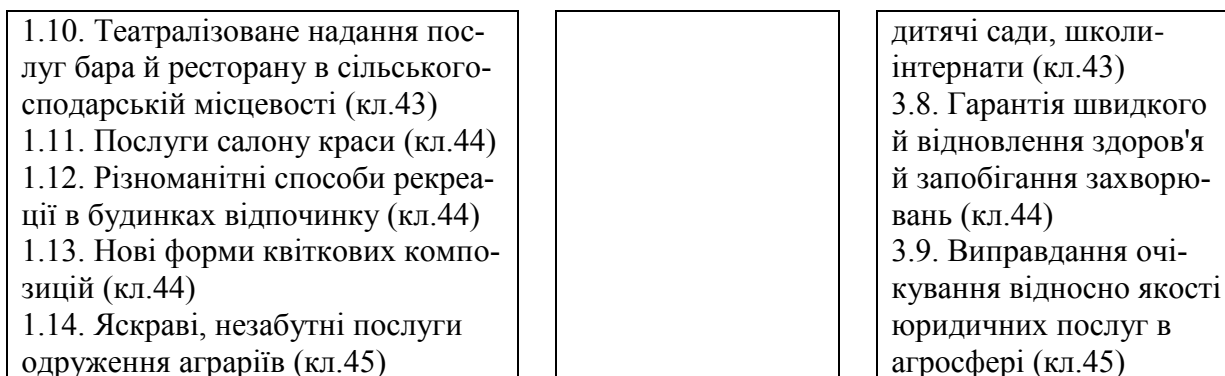 1.10. Театралізоване надання пос-
луг бара й ресторану в сільського-
сподарській місцевості (кл.43)
1.11. Послуги салону краси (кл.44)
1.12. Різноманітні способи рекреа-
ції в будинках відпочинку (кл.44)
1.13. Нові форми квіткових компо-
зицій (кл.44)
1.14. Яскраві, незабутні послуги
одруження аграріїв (кл.45)
дитячі сади, школи-
інтернати (кл.43)
3.8. Гарантія швидкого
й відновлення здоров'я
й запобігання захворю-
вань (кл.44)
3.9. Виправдання очі-
кування відносно якості
юридичних послуг в
агросфері (кл.45)